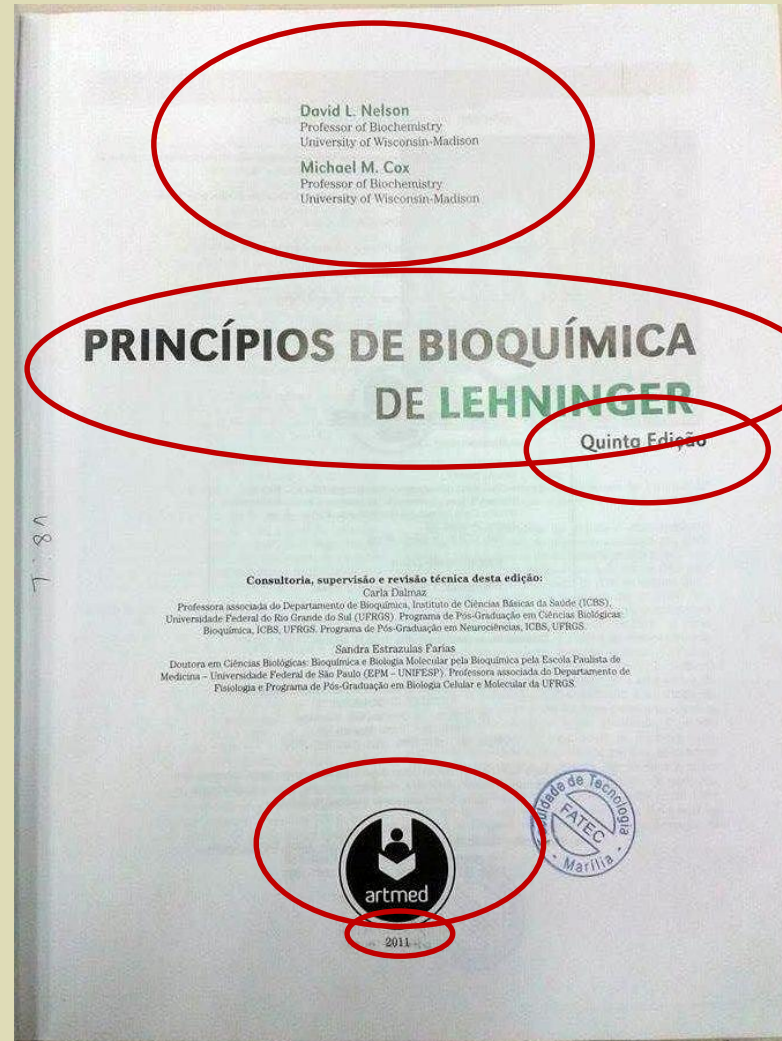 David L. Nelson
Professor of Biochemistry
University of Wisconsin-Madison
Michael M. Cox
Professor of Biochemistry
University of Wisconsin-Madison
PRINCÍPIOS DE BIOQUÍMICA
DE LEHNINGER
Quinta Edição
Consultoria, supervisão e revisão técnica desta edição:
Carla Dalmaz
Professora associada do Departamento de Bioquímica, Instituto de Ciências Básicas da Saúde (ICBS),
Universidade Federal do Rio Grande do Sul (UFRGS). Programa de Pós-Graduação em Ciências Biológicas:
Bioquímica, ICBS, UFRGS. Programa de Pós-Graduação em Neurociências, ICBS, UFRGS.
Sandra Estrazulas Farias
Doutora em Ciências Biológicas: Bioquímica e Biologia Molecular pela Bioquímica pela Escola Paulista de
Medicina – Universidade Federal de São Paulo (EPM – UNIFESP). Professora associada do Departamento de
Fisiologia e Programa de Pós-Graduação em Biologia Celular e Molecular da UFRGS.
artmed
2011
Faculdade de Tecnologia
FATEC
- Marília -